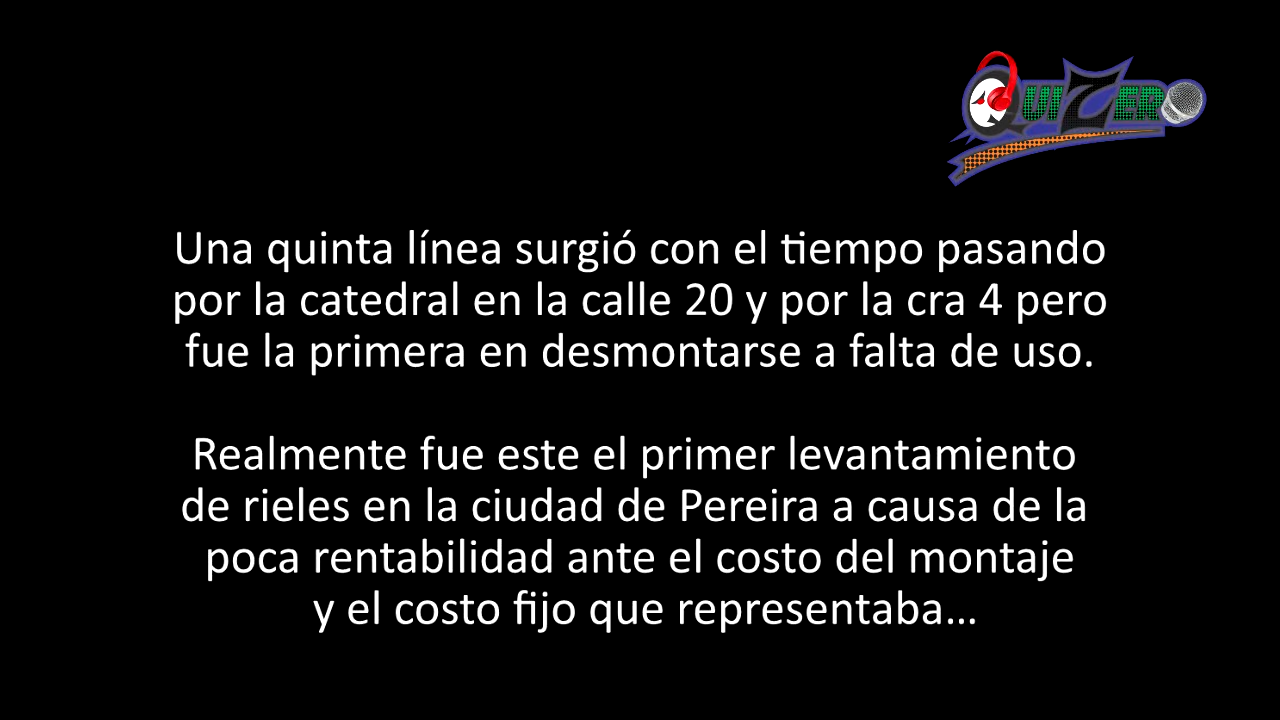 QUIZER
Una quinta línea surgió con el tiempo pasando
por la catedral en la calle 20 y por la cra 4 pero
fue la primera en desmontarse a falta de uso.
Realmente fue este el primer levantamiento
de rieles en la ciudad de Pereira a causa de la
poca rentabilidad ante el costo del montaje
y el costo fijo que representaba…